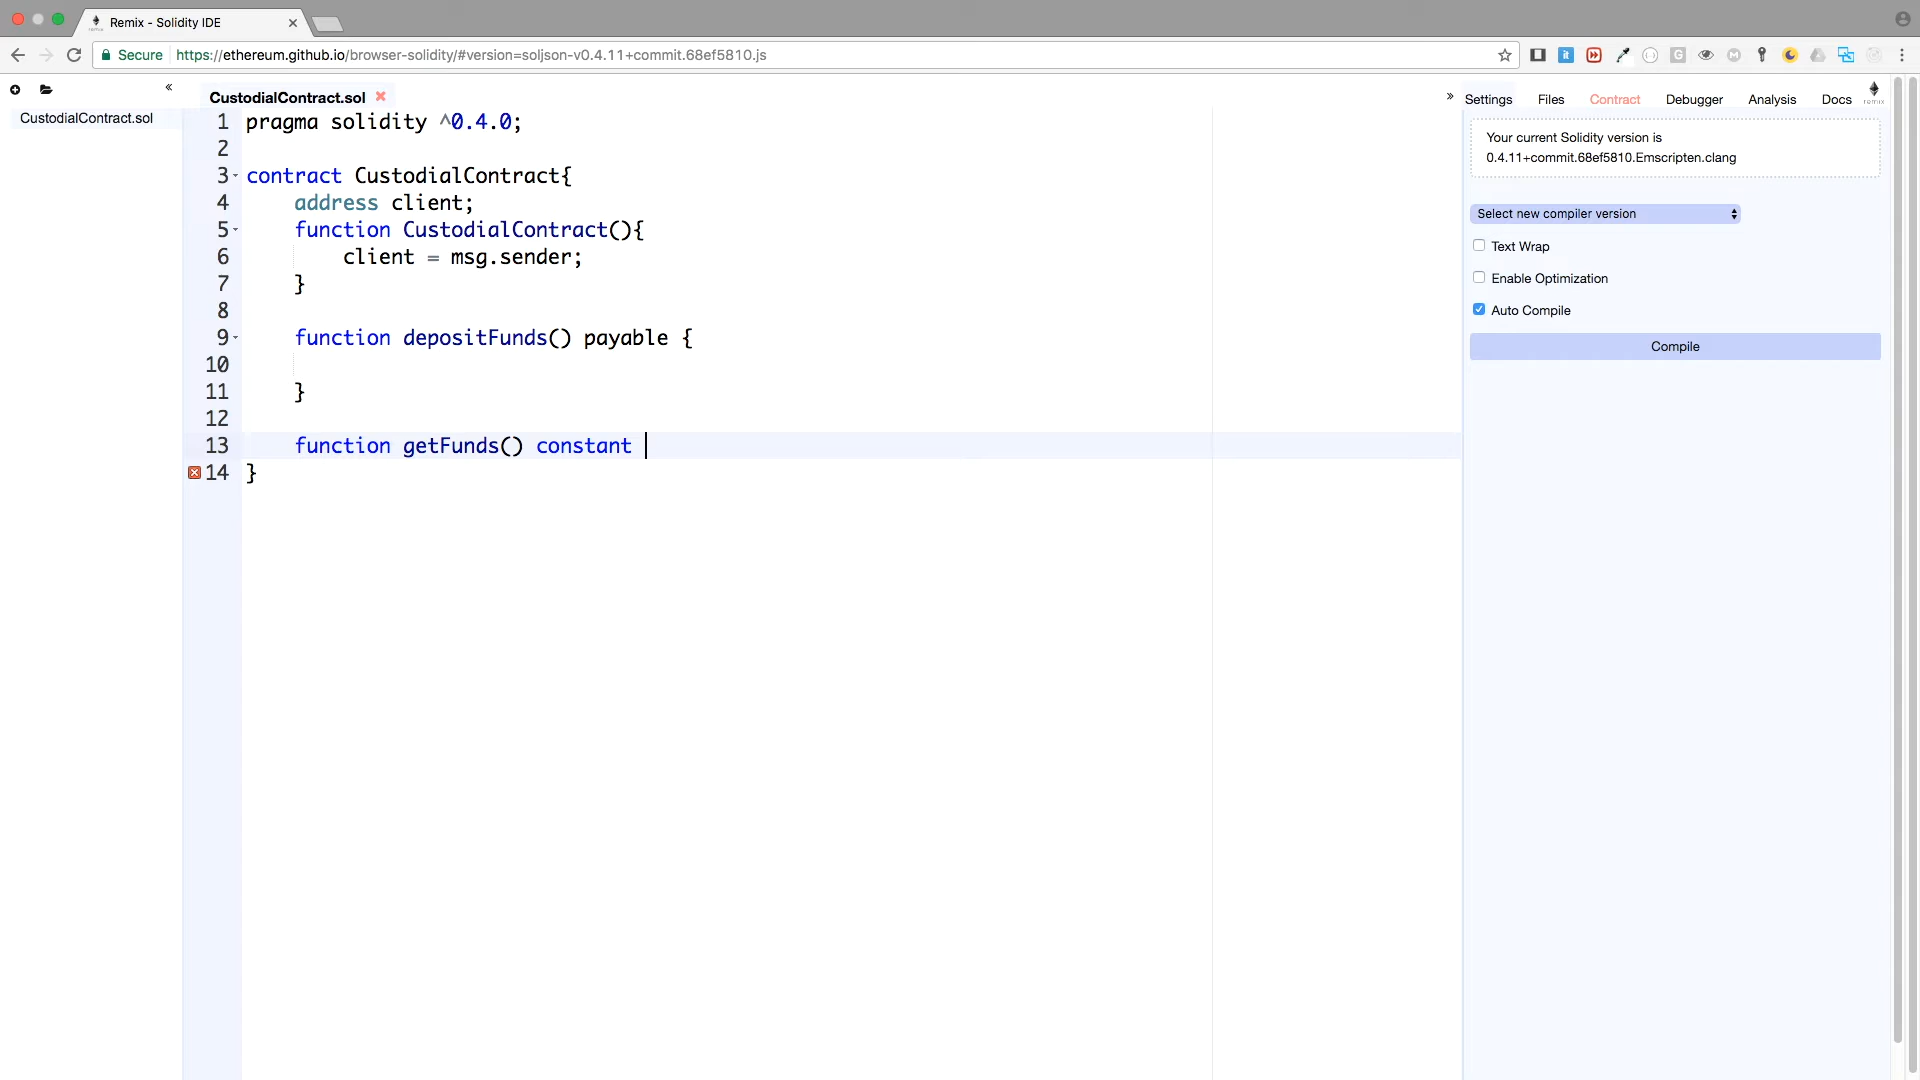 Remix - Solidity IDE
Secure https://ethereum.github.io/browser-solidity/#version=soljson-v0.4.11+commit.68ef5810.js
CustodialContract.sol
CustodialContract.sol
1 pragma solidity ^0.4.0;
2
3 contract CustodialContract{
4 address client;
5 function CustodialContract(){
6 client = msg.sender;
7 }
8
9 function depositFunds() payable {
10
11 }
12
13 function getFunds() constant
14 }
Settings Files Contract Debugger Analysis Docs remix
Your current Solidity version is
0.4.11+commit.68ef5810.Emscripten.clang
Select new compiler version
Text Wrap
Enable Optimization
Auto Compile
Compile